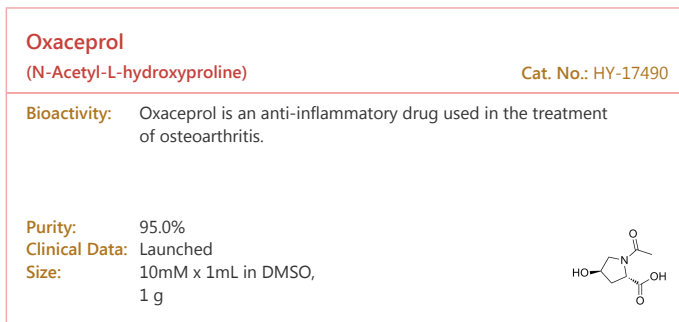 Oxaceprol
(N-Acetyl-L-hydroxyproline) Cat. No.: HY-17490
Bioactivity: Oxaceprol is an anti-inflammatory drug used in the treatment
of osteoarthritis.
Purity: 95.0%
Clinical Data: Launched
Size: 10mM x 1mL in DMSO,
1 g
O
N
HO
OH
O